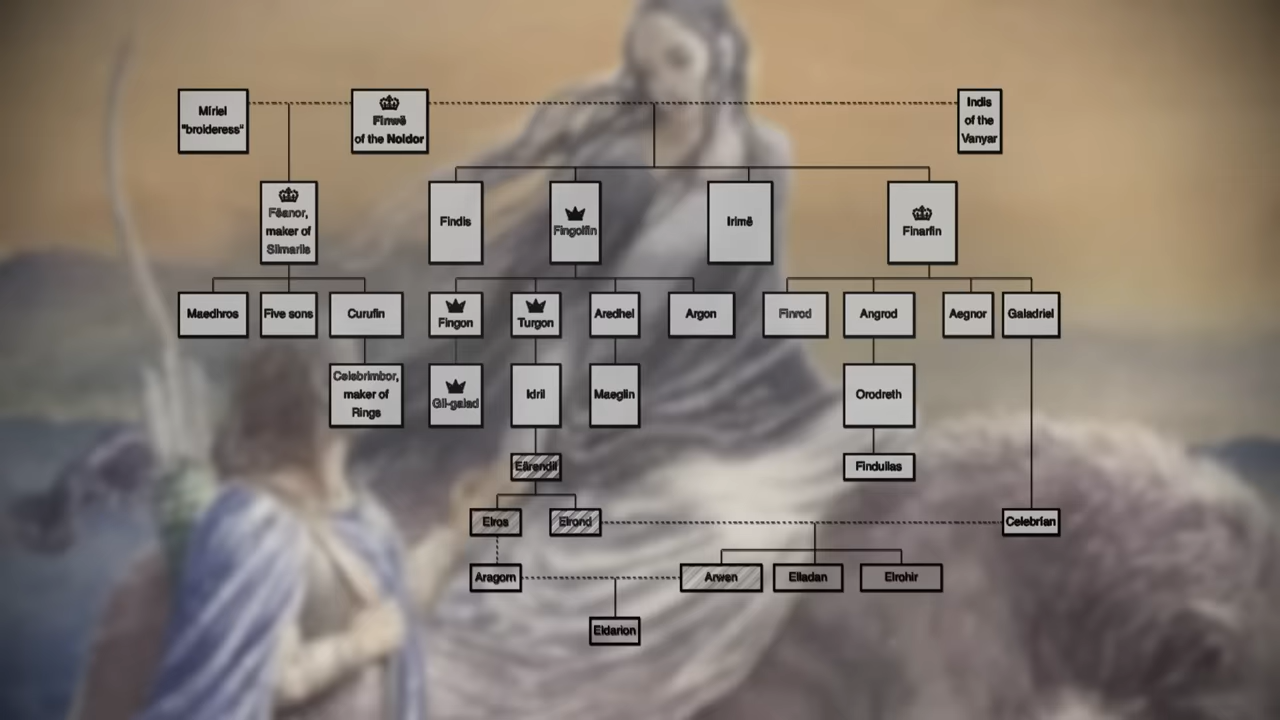 Míriel
"broideress"
Finwë
of the Noldor
Indis
of the
Vanyar
Fëanor,
maker of
Silmarils
Findis
Fingolfin
Irimë
Finarfin
Maedhros
Five sons
Curufin
Fingon
Turgon
Aredhel
Argon
Finrod
Angrod
Aegnor
Galadriel
Celebrimbor,
maker of
Rings
Gil-galad
Idril
Maeglin
Orodreth
Eärendil
Finduilas
Elros
Elrond
Celebrían
Aragorn
Arwen
Elladan
Elrohir
Eldarion